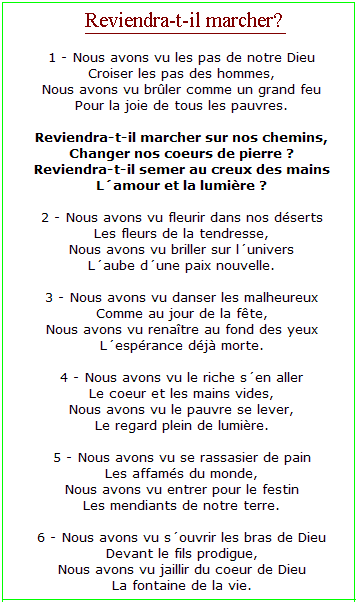 Reviendra-t-il marcher?
1 - Nous avons vu les pas de notre Dieu
Croiser les pas des hommes,
Nous avons vu brûler comme un grand feu
Pour la joie de tous les pauvres.
Reviendra-t-il marcher sur nos chemins,
Changer nos coeurs de pierre ?
Reviendra-t-il semer au creux des mains
L´amour et la lumière ?
2 - Nous avons vu fleurir dans nos déserts
Les fleurs de la tendresse,
Nous avons vu briller sur l´univers
L´aube d´une paix nouvelle.
3 - Nous avons vu danser les malheureux
Comme au jour de la fête,
Nous avons vu renaître au fond des yeux
L´espérance déjà morte.
4 - Nous avons vu le riche s´en aller
Le coeur et les mains vides,
Nous avons vu le pauvre se lever,
Le regard plein de lumière.
5 - Nous avons vu se rassasier de pain
Les affamés du monde,
Nous avons vu entrer pour le festin
Les mendiants de notre terre.
6 - Nous avons vu s´ouvrir les bras de Dieu
Devant le fils prodigue,
Nous avons vu jaillir du coeur de Dieu
La fontaine de la vie.